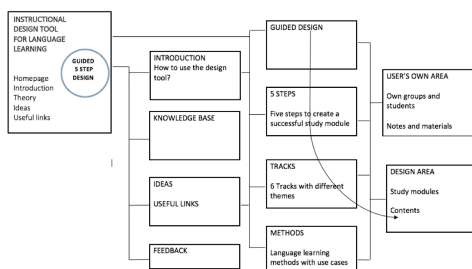 INSTRUCTIONAL
DESIGN TOOL
FOR LANGUAGE
LEARNING
GUIDED
5 STEP
DESIGN
Homepage
Introduction
Theory
Ideas
Useful links
INTRODUCTION
How to use the design
tool?
KNOWLEDGE BASE
IDEAS
USEFUL LINKS
FEEDBACK
GUIDED DESIGN
5 STEPS
Five steps to create a
successful study module
TRACKS
6 Tracks with different
themes
METHODS
Language learning
methods with use cases
USER'S OWN AREA
Own groups and
students
Notes and materials
DESIGN AREA
Study modules
Contents